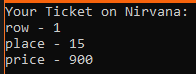 Your Ticket on Nirvana:
row - 1
place - 15
price - 900